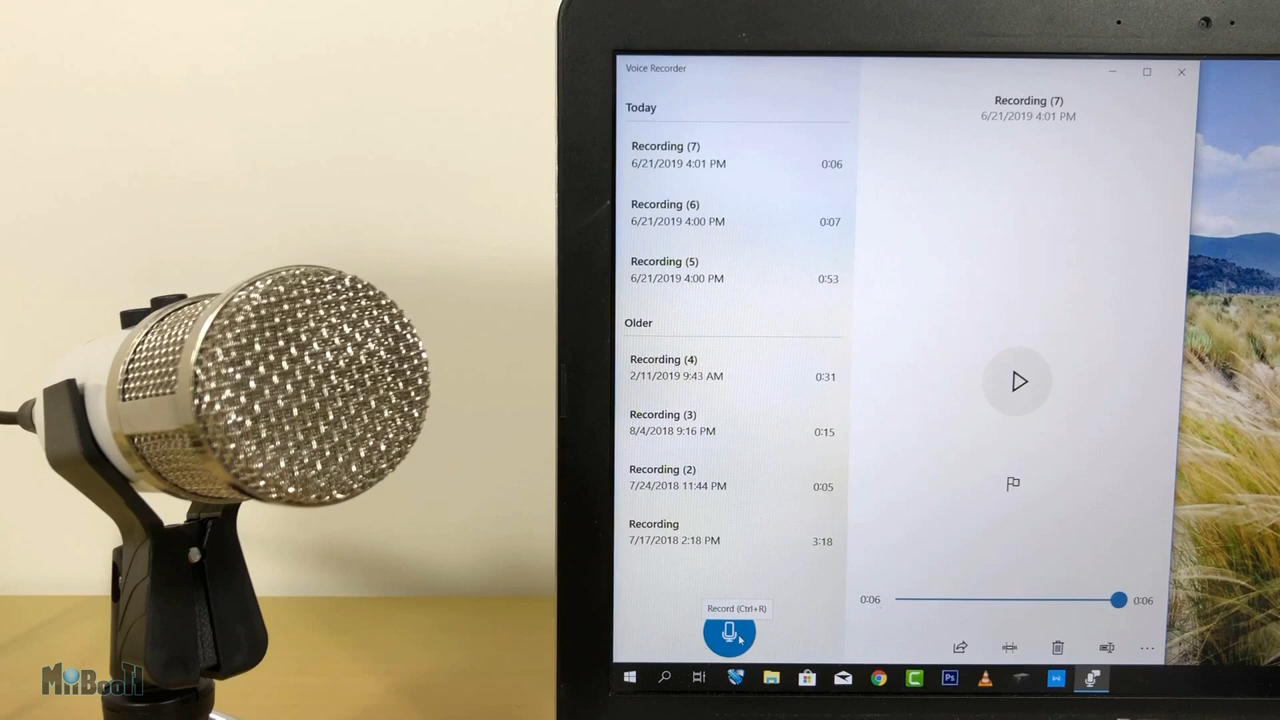 Voice Recorder
Today
Recording (7)
6/21/2019 4:01 PM
0:06
Recording (6)
6/21/2019 4:00 PM
0:07
Recording (5)
6/21/2019 4:00 PM
0:53
Older
Recording (4)
2/11/2019 9:43 AM
0:31
Recording (3)
8/4/2018 9:16 PM
0:15
Recording (2)
7/24/2018 11:44 PM
0:05
Recording
7/17/2018 2:18 PM
3:18
Record (Ctrl+R)
Recording (7)
6/21/2019 4:01 PM
0:06
0:06
Ps
W
MiiBooTH